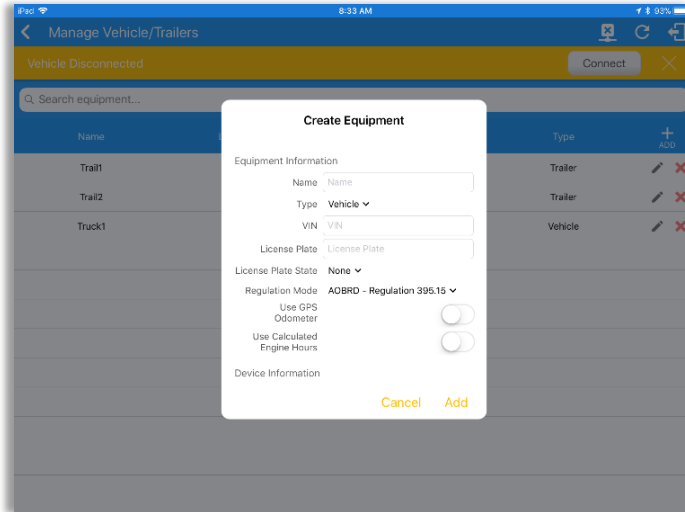 iPad 8:33 AM 93%
Manage Vehicle/Trailers
Vehicle Disconnected Connect
Search equipment...
Name Type ADD
Create Equipment
Equipment Information
Trail1 Trailer
Name Name
Trail2 Trailer
Type Vehicle
Truck1 Vehicle
VIN VIN
License Plate License Plate
License Plate State None
Regulation Mode AOBRD - Regulation 395.15
Use GPS
Odometer
Use Calculated
Engine Hours
Device Information
Cancel Add